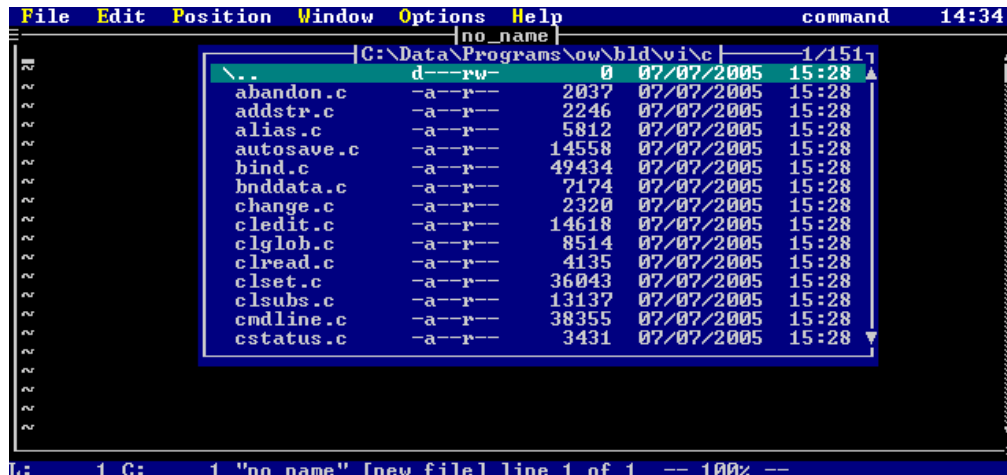 File Edit Position Window Options Help command 14:34
no_name
C:\Data\Programs\ow\bld\vi\c 1/151
\.. d---rw- 0 07/07/2005 15:28
abandon.c -a--r-- 2037 07/07/2005 15:28
addstr.c -a--r-- 2246 07/07/2005 15:28
alias.c -a--r-- 5812 07/07/2005 15:28
autosave.c -a--r-- 14558 07/07/2005 15:28
bind.c -a--r-- 49434 07/07/2005 15:28
bnddata.c -a--r-- 7174 07/07/2005 15:28
change.c -a--r-- 2320 07/07/2005 15:28
cledit.c -a--r-- 14618 07/07/2005 15:28
clglob.c -a--r-- 8514 07/07/2005 15:28
clread.c -a--r-- 4135 07/07/2005 15:28
clset.c -a--r-- 36043 07/07/2005 15:28
clsubs.c -a--r-- 13137 07/07/2005 15:28
cmdline.c -a--r-- 38355 07/07/2005 15:28
cstatus.c -a--r-- 3431 07/07/2005 15:28
L: 1 C: 1 "no_name" [new file] line 1 of 1 -- 100% --